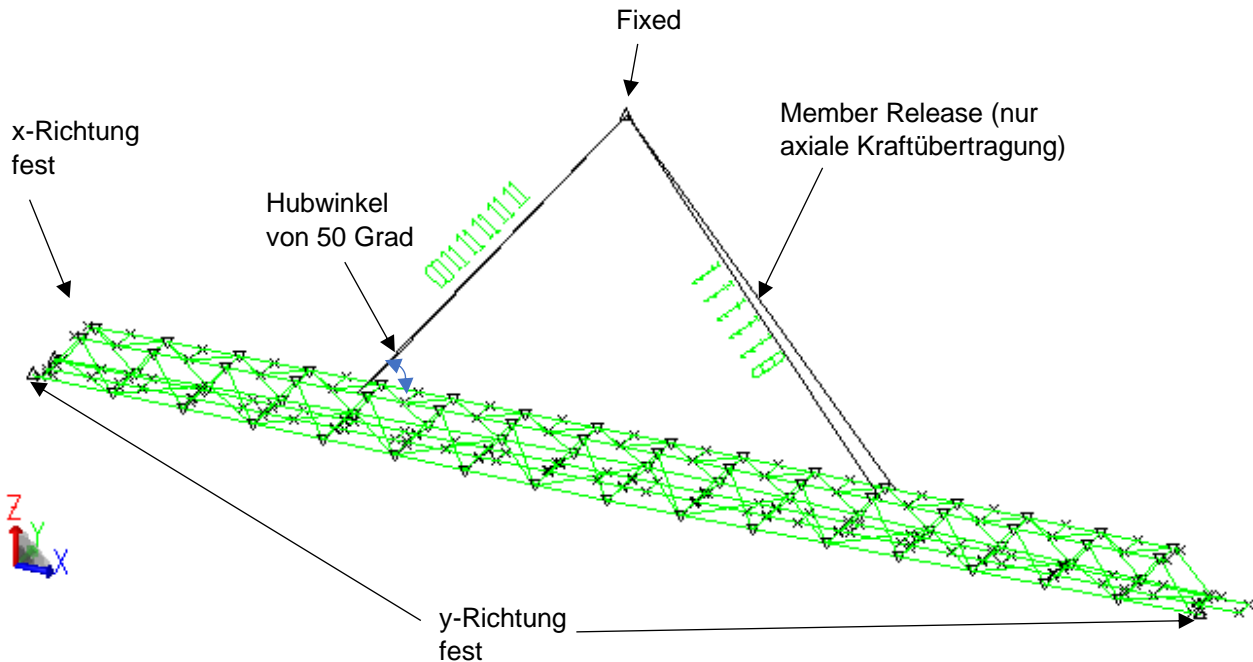 Fixed
x-Richtung
fest
Member Release (nur
axiale Kraftübertragung)
Hubwinkel
von 50 Grad
Z
Y
X
y-Richtung
fest